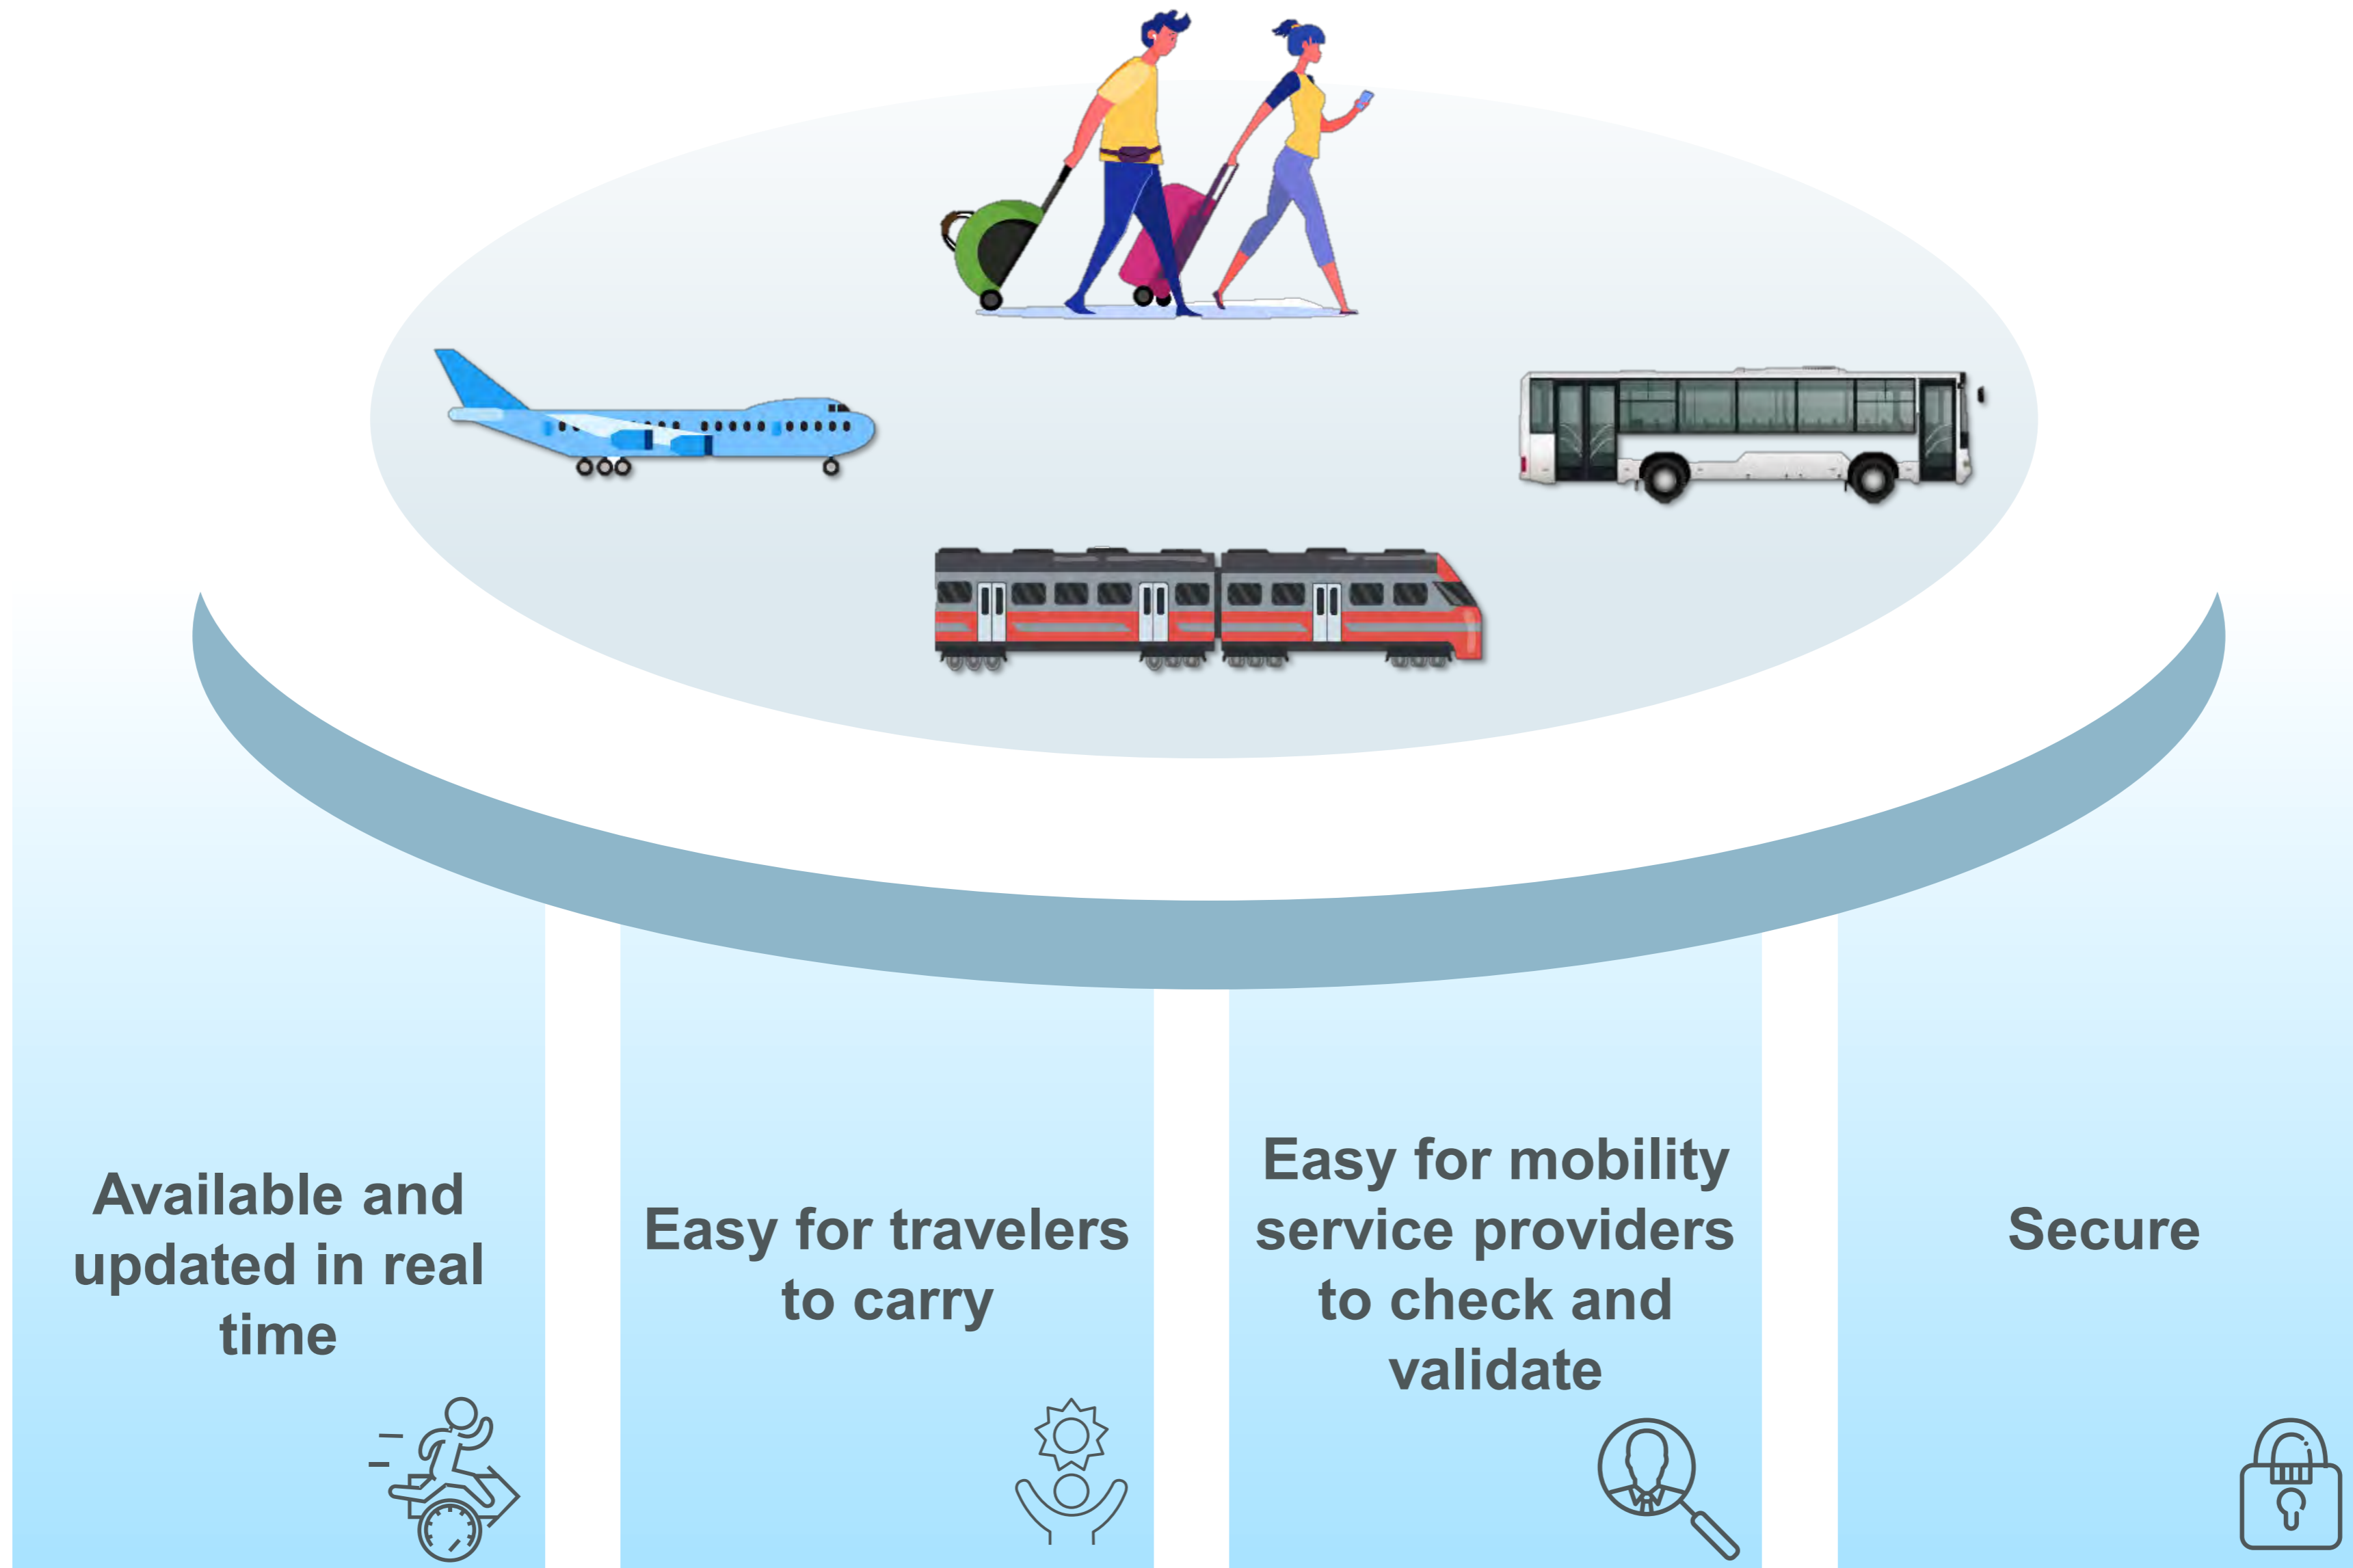 Available and
updated in real
time
Easy for travelers
to carry
Easy for mobility
service providers
to check and
validate
Secure